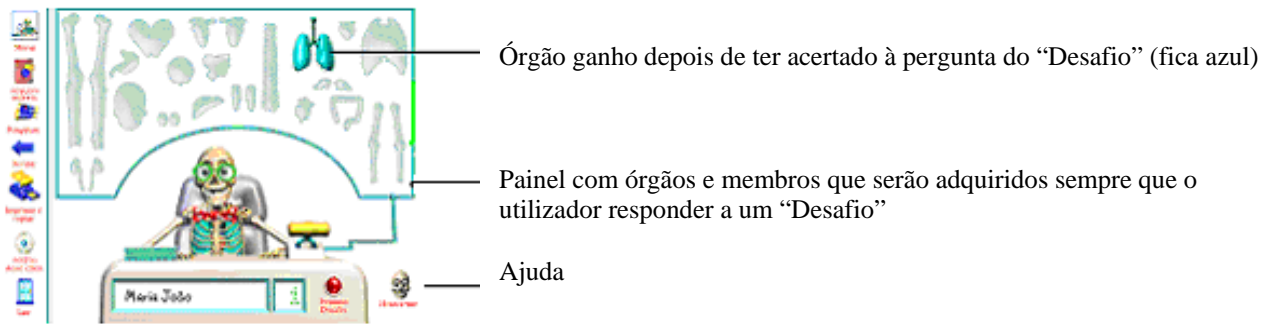 Órgão ganho depois de ter acertado à pergunta do “Desafio” (fica azul)
Painel com órgãos e membros que serão adquiridos sempre que o
utilizador responder a um “Desafio”
Ajuda
Maria João
1